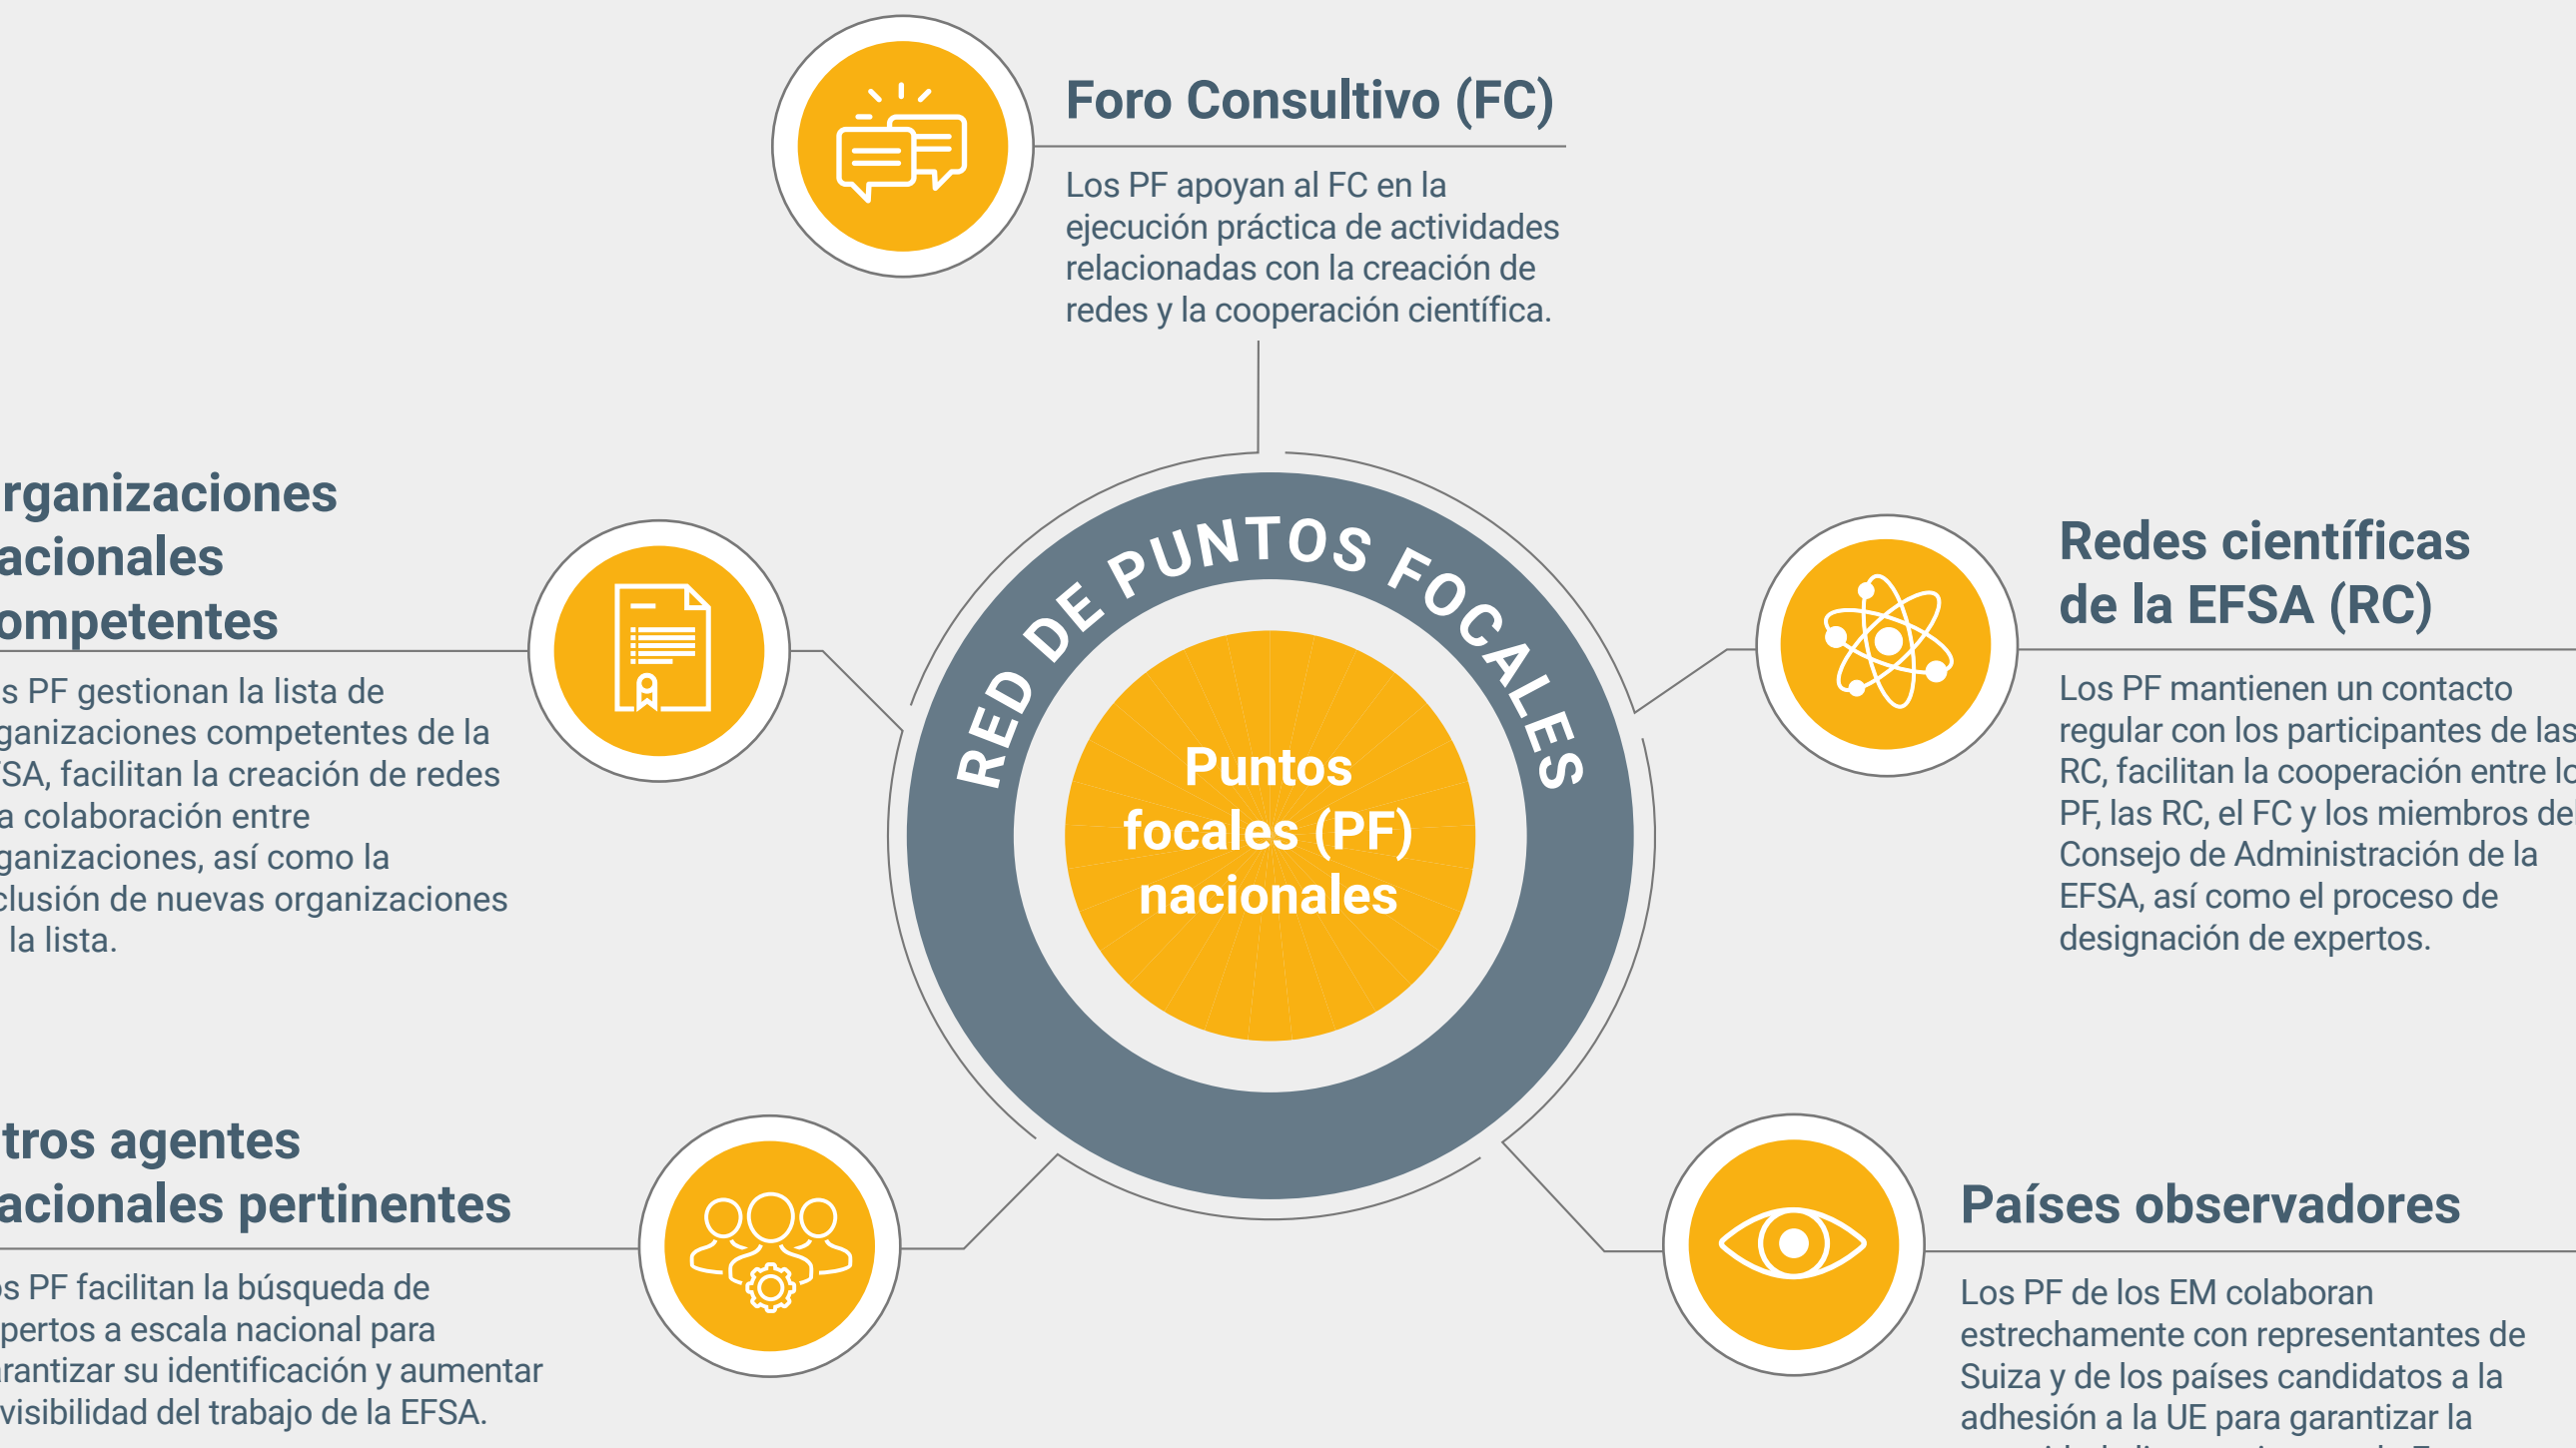 Foro Consultivo (FC)
Los PF apoyan al FC en la
ejecución práctica de actividades
relacionadas con la creación de
redes y la cooperación científica.
rganizaciones
acionales
ompetentes
s PF gestionan la lista de
ganizaciones competentes de la
SA, facilitan la creación de redes
a colaboración entre
ganizaciones, así como la
clusión de nuevas organizaciones
la lista.
RED DE PUNTOS FOCALES
Puntos
focales (PF)
nacionales
Redes científicas
de la EFSA (RC)
Los PF mantienen un contacto
regular con los participantes de las
RC, facilitan la cooperación entre lo
PF, las RC, el FC y los miembros del
Consejo de Administración de la
EFSA, así como el proceso de
designación de expertos.
tros agentes
acionales pertinentes
s PF facilitan la búsqueda de
pertos a escala nacional para
rantizar su identificación y aumentar
visibilidad del trabajo de la EFSA.
Países observadores
Los PF de los EM colaboran
estrechamente con representantes de
Suiza y de los países candidatos a la
adhesión a la UE para garantizar la